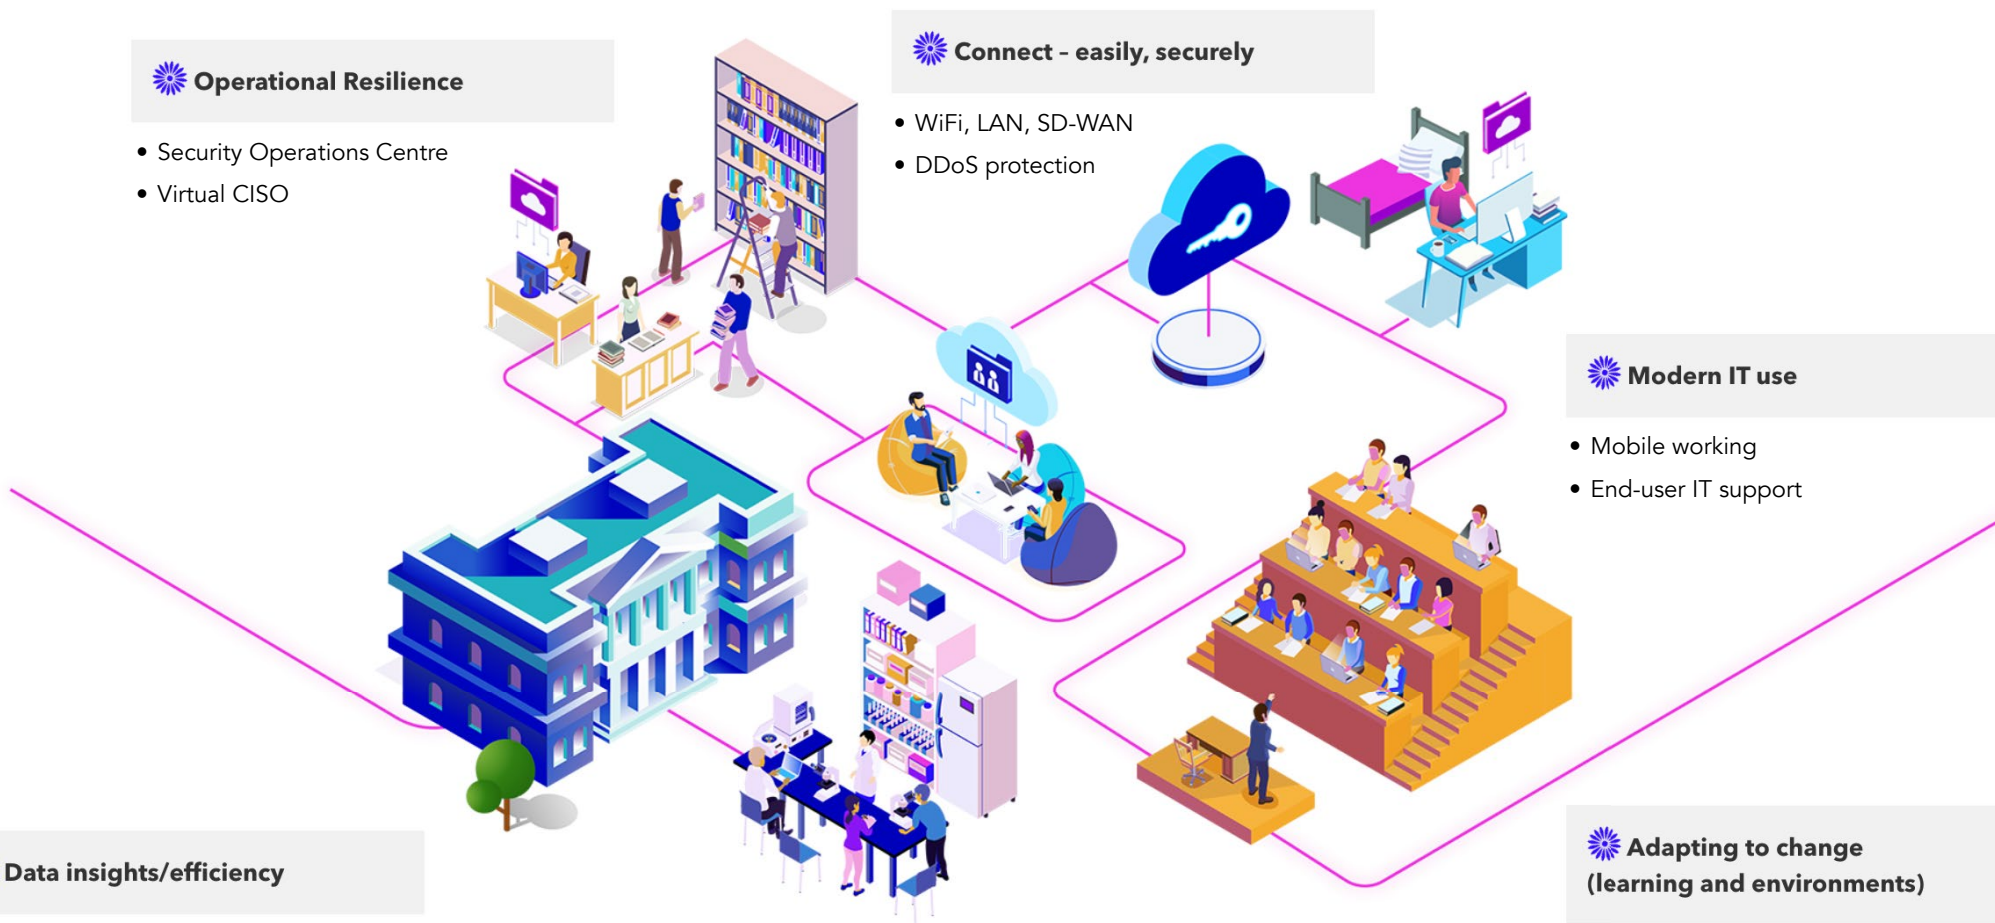 Operational Resilience
• Security Operations Centre
• Virtual CISO
Connect – easily, securely
• WiFi, LAN, SD-WAN
• DDoS protection
Modern IT use
• Mobile working
• End-user IT support
Data insights/efficiency
Adapting to change
(learning and environments)